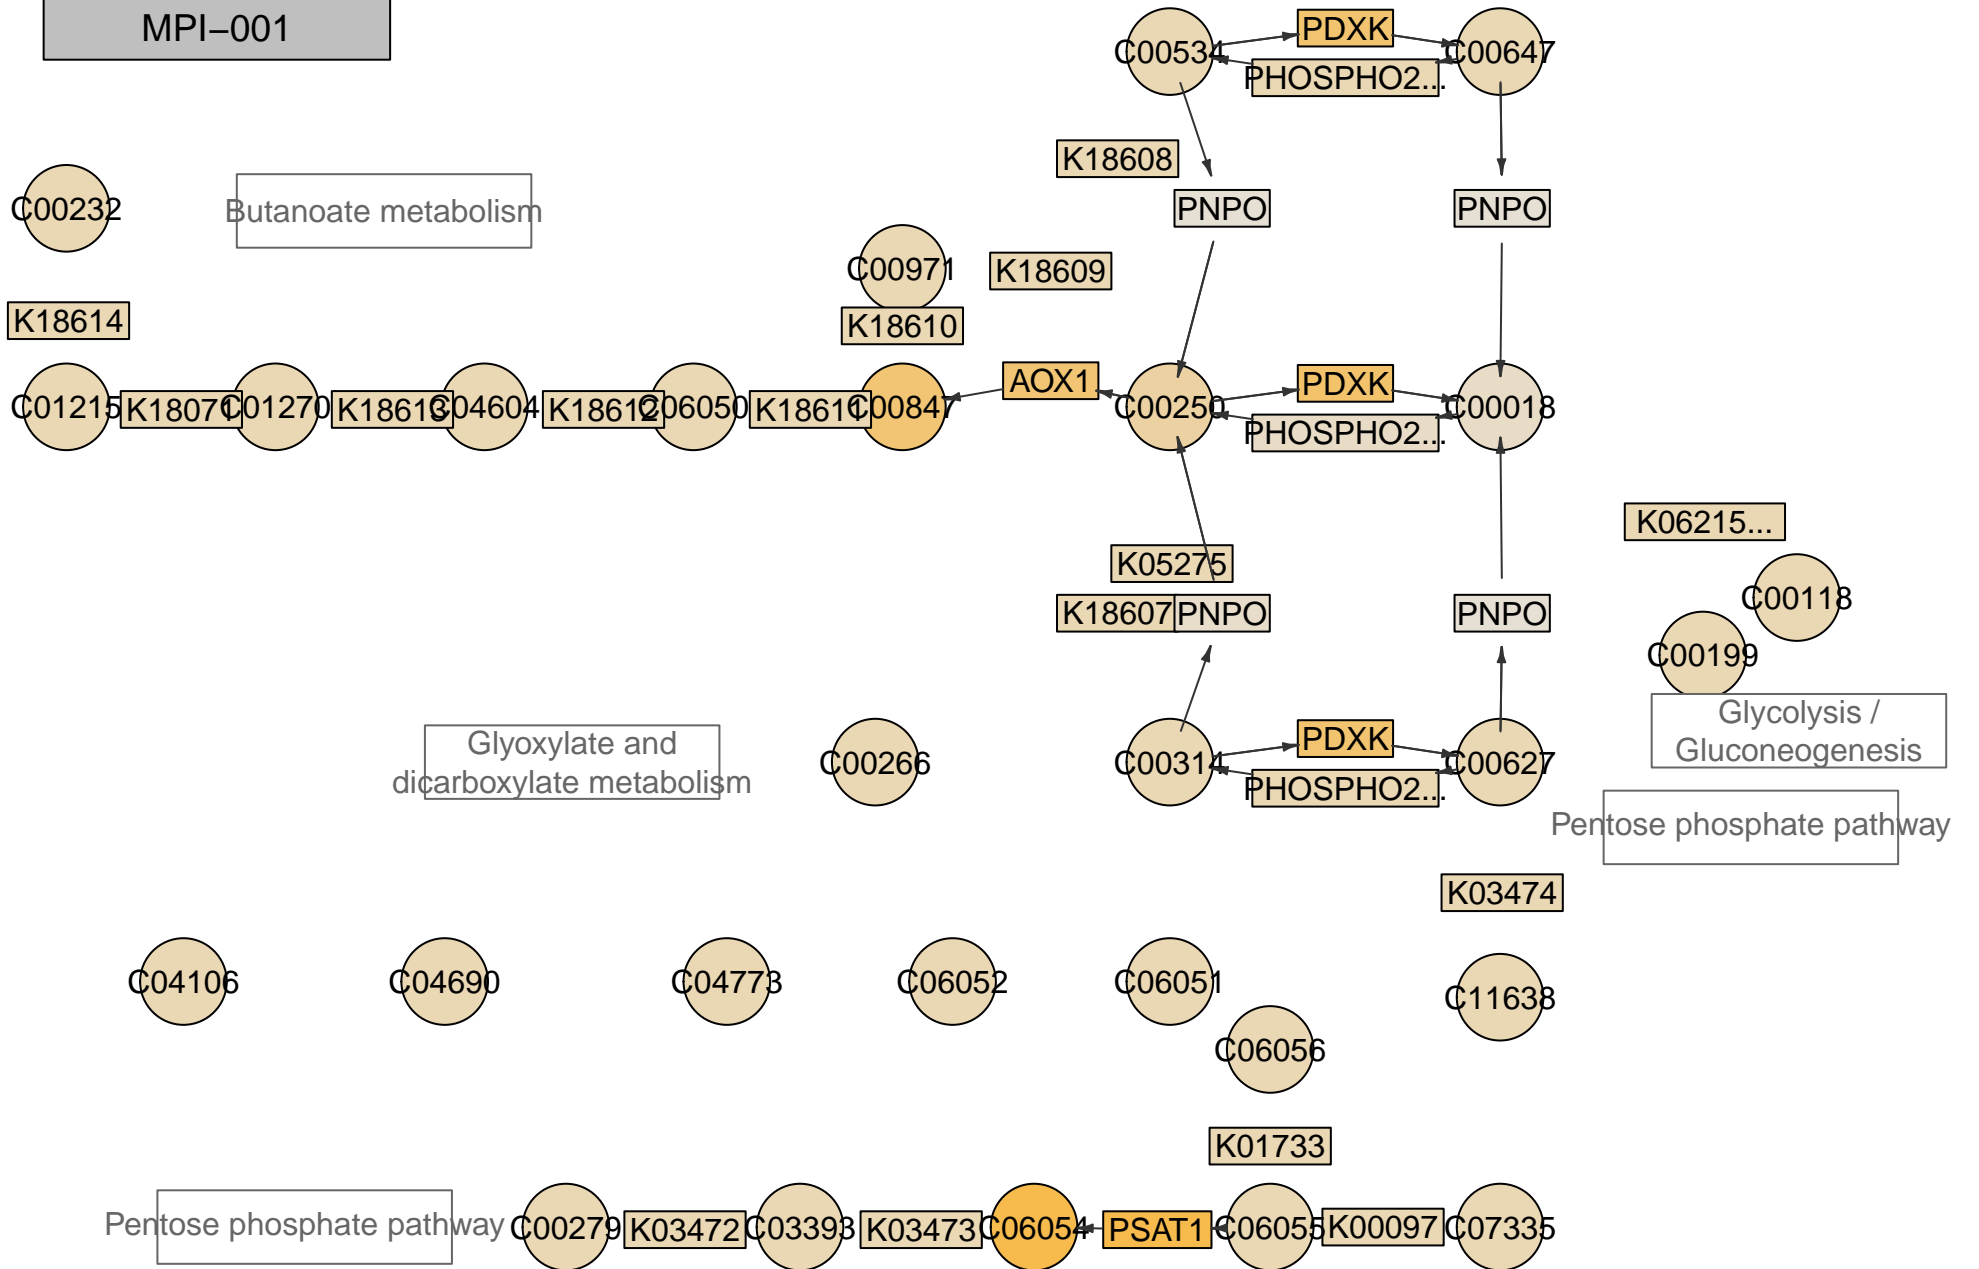 MPI–001
C00534
PDXK
C00647
PHOSPHO2...
K18608
C00232
Butanoate metabolism
PNPO
PNPO
C00971
K18609
K18614
K18610
C01215
K18071
C01270
K18613
C04604
K18612
C06050
K18611
C00847
AOX1
C00250
PDXK
C00018
PHOSPHO2...
K06215...
K05275
C00118
K18607
PNPO
PNPO
C00199
Glycolysis /
Gluconeogenesis
Glyoxylate and
dicarboxylate metabolism
C00266
C00314
PDXK
C00627
PHOSPHO2...
Pentose phosphate pathway
K03474
C04106
C04690
C04773
C06052
C06051
C11638
C06056
K01733
Pentose phosphate pathway
C00279
K03472
C03393
K03473
C06054
PSAT1
C06055
K00097
C07335